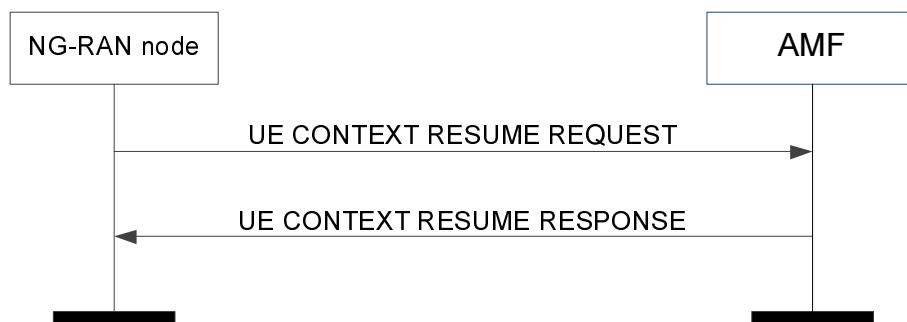 NG-RAN node
AMF
UE CONTEXT RESUME REQUEST
UE CONTEXT RESUME RESPONSE